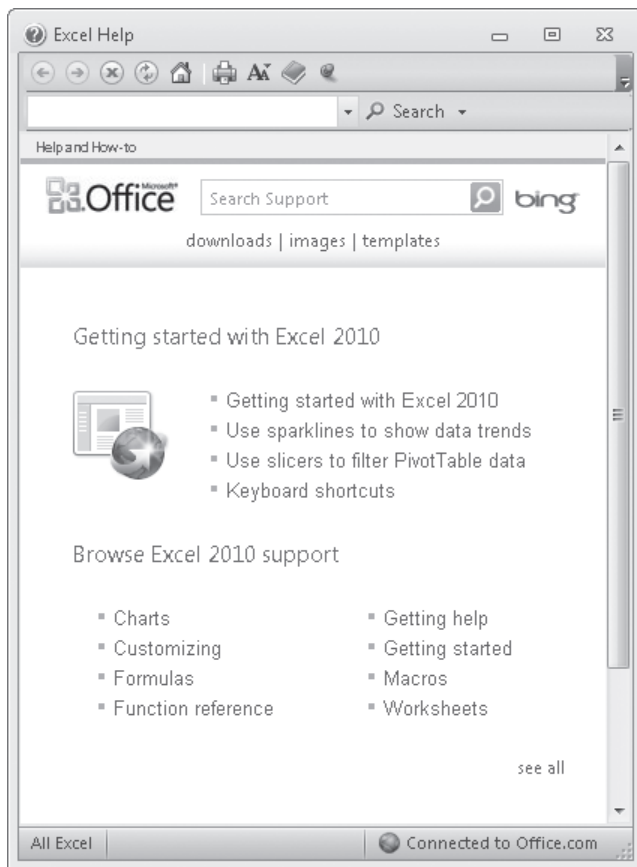 Excel Help
Search
Help and How-to
Microsoft®
Office
Search Support
bing
downloads | images | templates
Getting started with Excel 2010
Getting started with Excel 2010
Use sparklines to show data trends
Use slicers to filter PivotTable data
Keyboard shortcuts
Browse Excel 2010 support
Charts
Customizing
Formulas
Function reference
Getting help
Getting started
Macros
Worksheets
see all
All Excel
Connected to Office.com